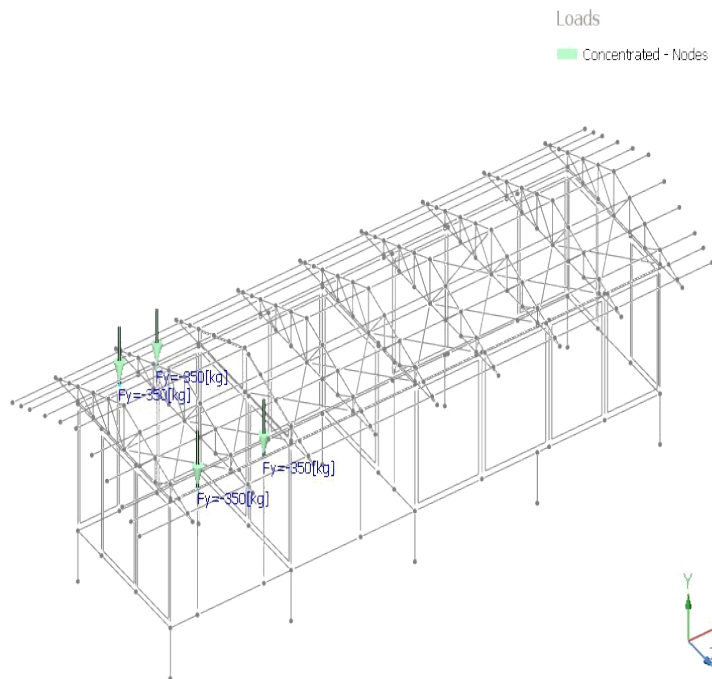 Loads
Concentrated - Nodes
Fy=-350[kg]
Fy=-350[kg]
Fy=-350[kg]
Fy=-350[kg]
Y